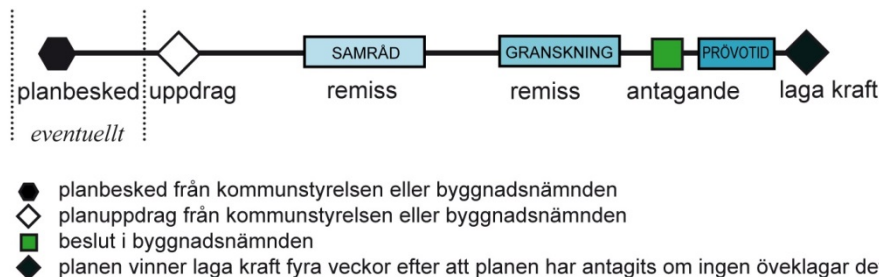 SAMRÅD GRANSKNING PRÖVOTID
planbesked uppdrag remiss remiss antagande laga kraft
eventuellt
planbesked från kommunstyrelsen eller byggnadsnämnden
planuppdrag från kommunstyrelsen eller byggnadsnämnden
beslut i byggnadsnämnden
planen vinner laga kraft fyra veckor efter att planen har antagits om ingen öveklagar de